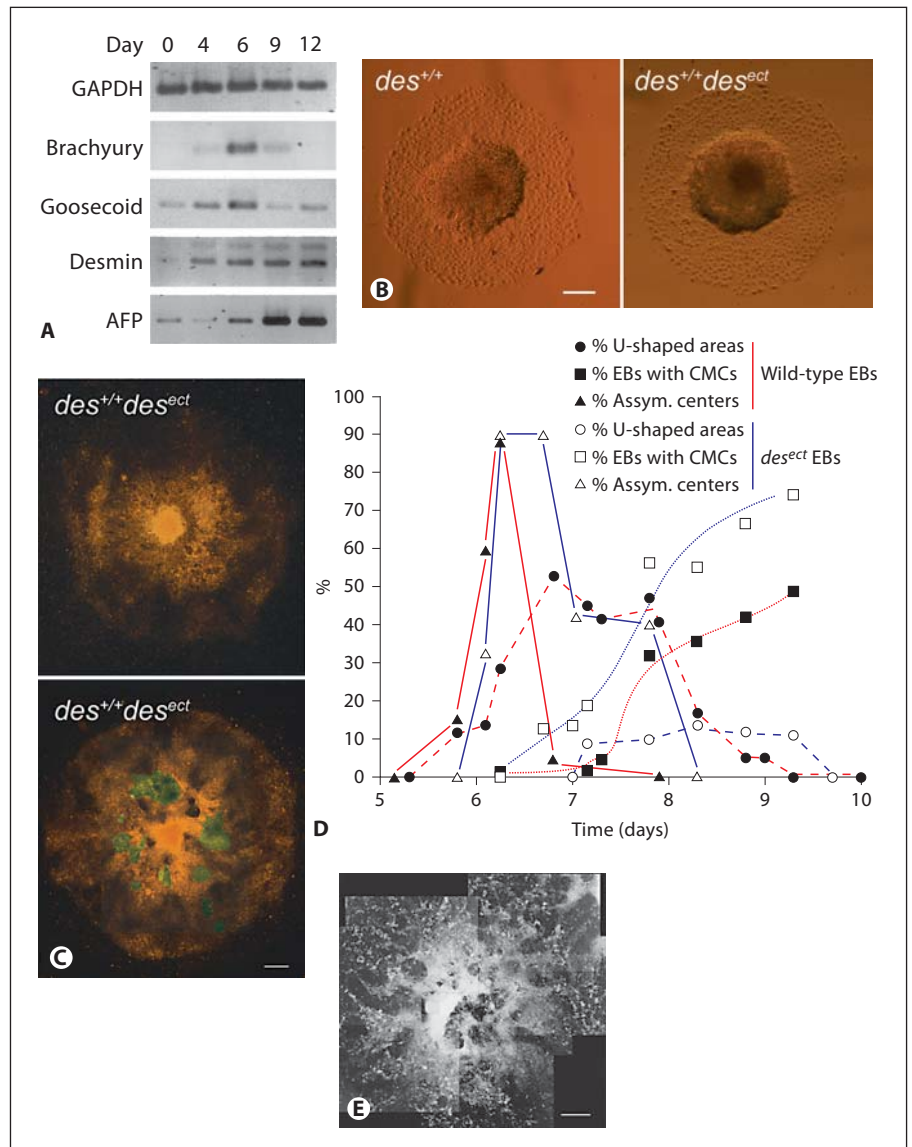 Day 0 4 6 9 12
GAPDH
Brachyury
Goosecoid
Desmin
AFP
A
des+/+
des+/+desect
B
des+/+desect
des+/+desect
C
● % U-shaped areas
■ % EBs with CMCs
▲ % Assym. centers
Wild-type EBs
○ % U-shaped areas
□ % EBs with CMCs
△ % Assym. centers
desect EBs
100
90
80
70
60
50
40
30
20
10
0
%
5 6 7 8 9 10
Time (days)
D
E